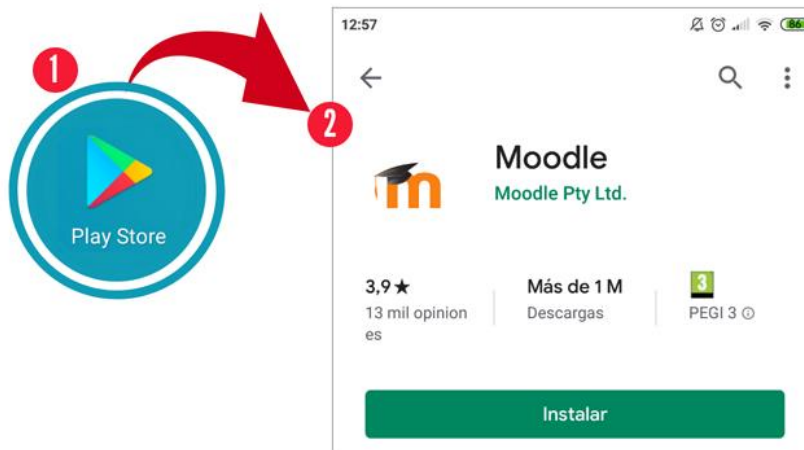 1
Play Store
2
12:57
86
Moodle
Moodle Pty Ltd.
3,9★
13 mil opinion
es
Más de 1 M
Descargas
3
PEGI 3
Instalar